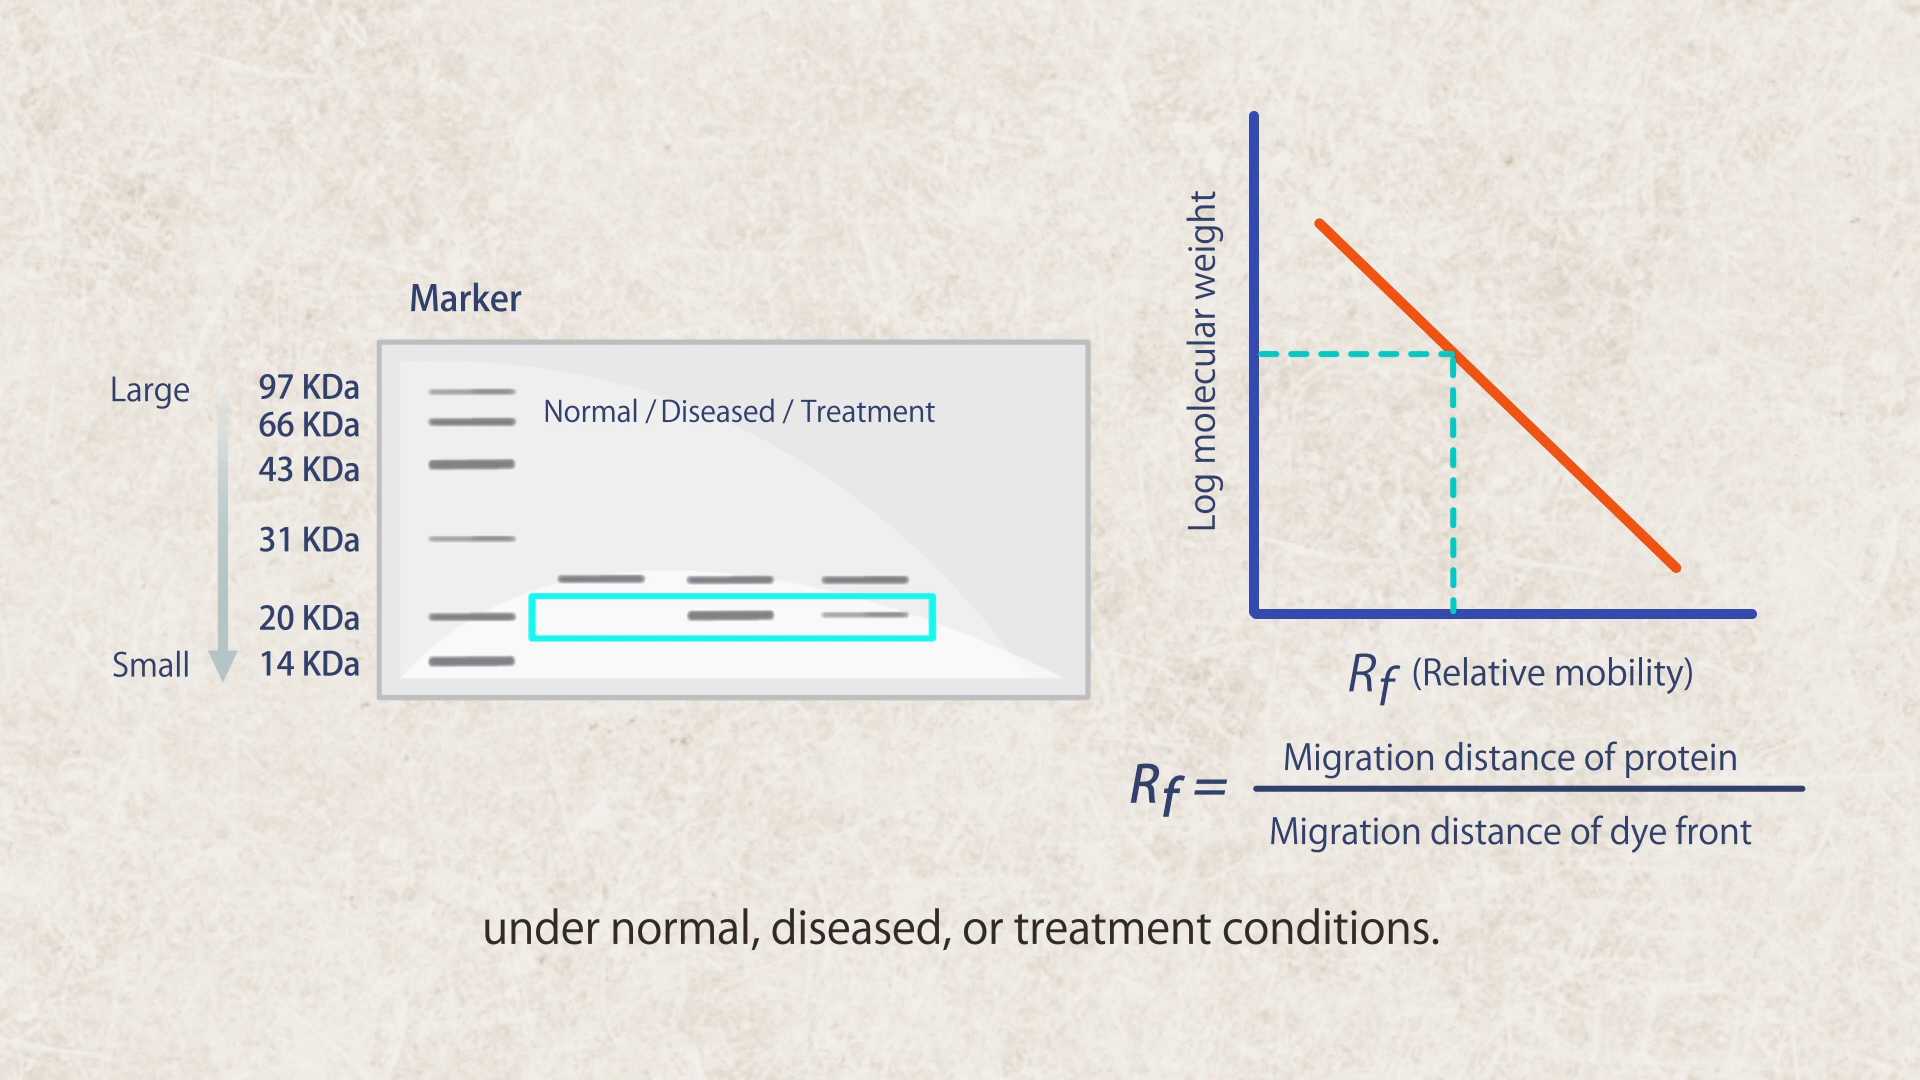 Marker
Large
97 KDa
66 KDa
43 KDa
31 KDa
20 KDa
Small
14 KDa
Normal / Diseased / Treatment
Log molecular weight
Rf (Relative mobility)
Rf = Migration distance of protein
Migration distance of dye front
under normal, diseased, or treatment conditions.